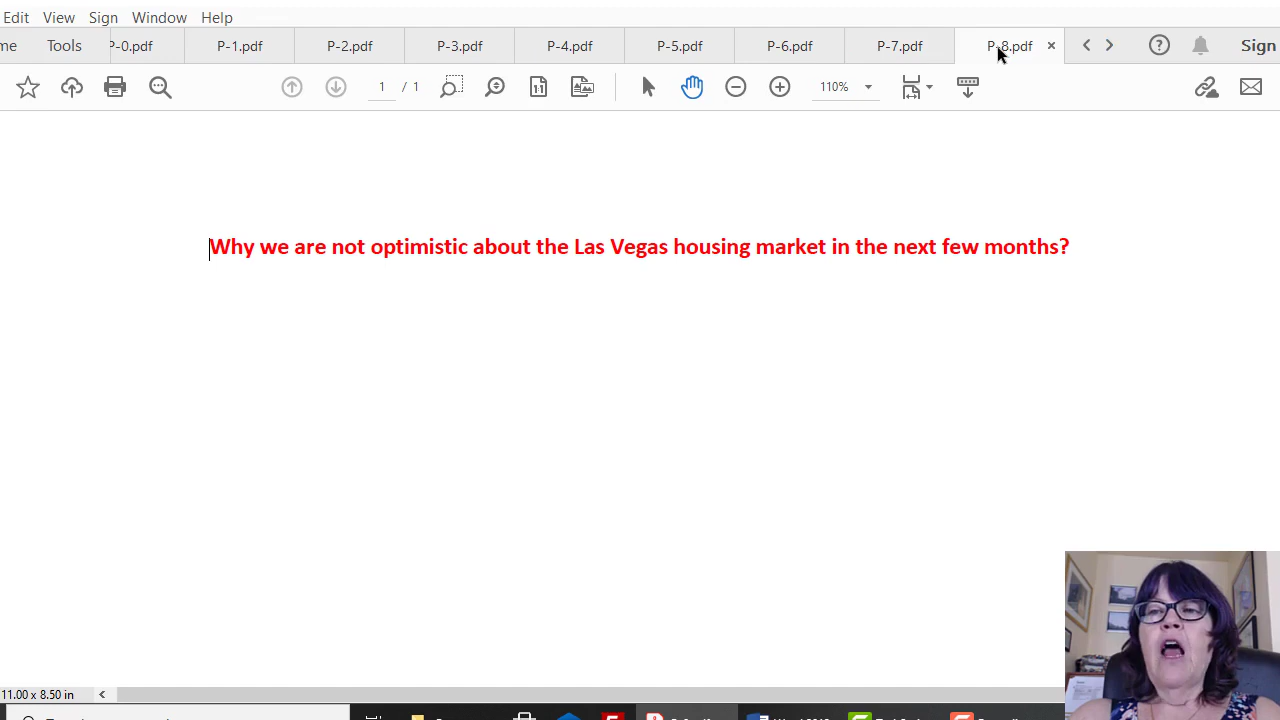 Edit View Sign Window Help
me Tools P-0.pdf P-1.pdf P-2.pdf P-3.pdf P-4.pdf P-5.pdf P-6.pdf P-7.pdf P-8.pdf × Sign
1 / 1 110%
Why we are not optimistic about the Las Vegas housing market in the next few months?
11.00 x 8.50 in